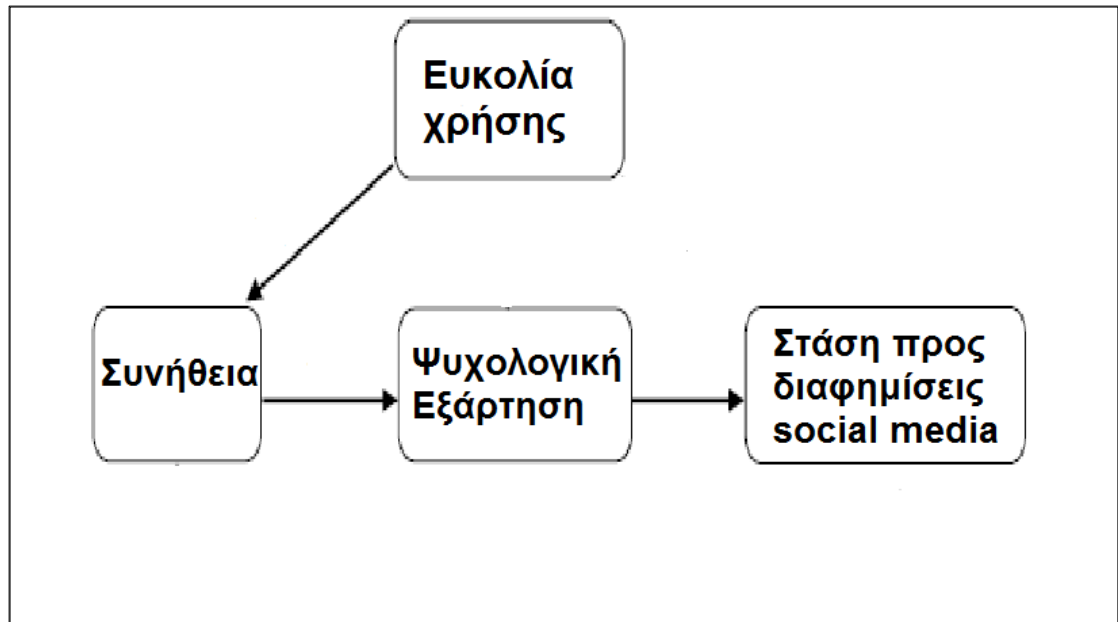 Ευκολία
χρήσης
Συνήθεια
Ψυχολογική
Εξάρτηση
Στάση προς
διαφημίσεις
social media